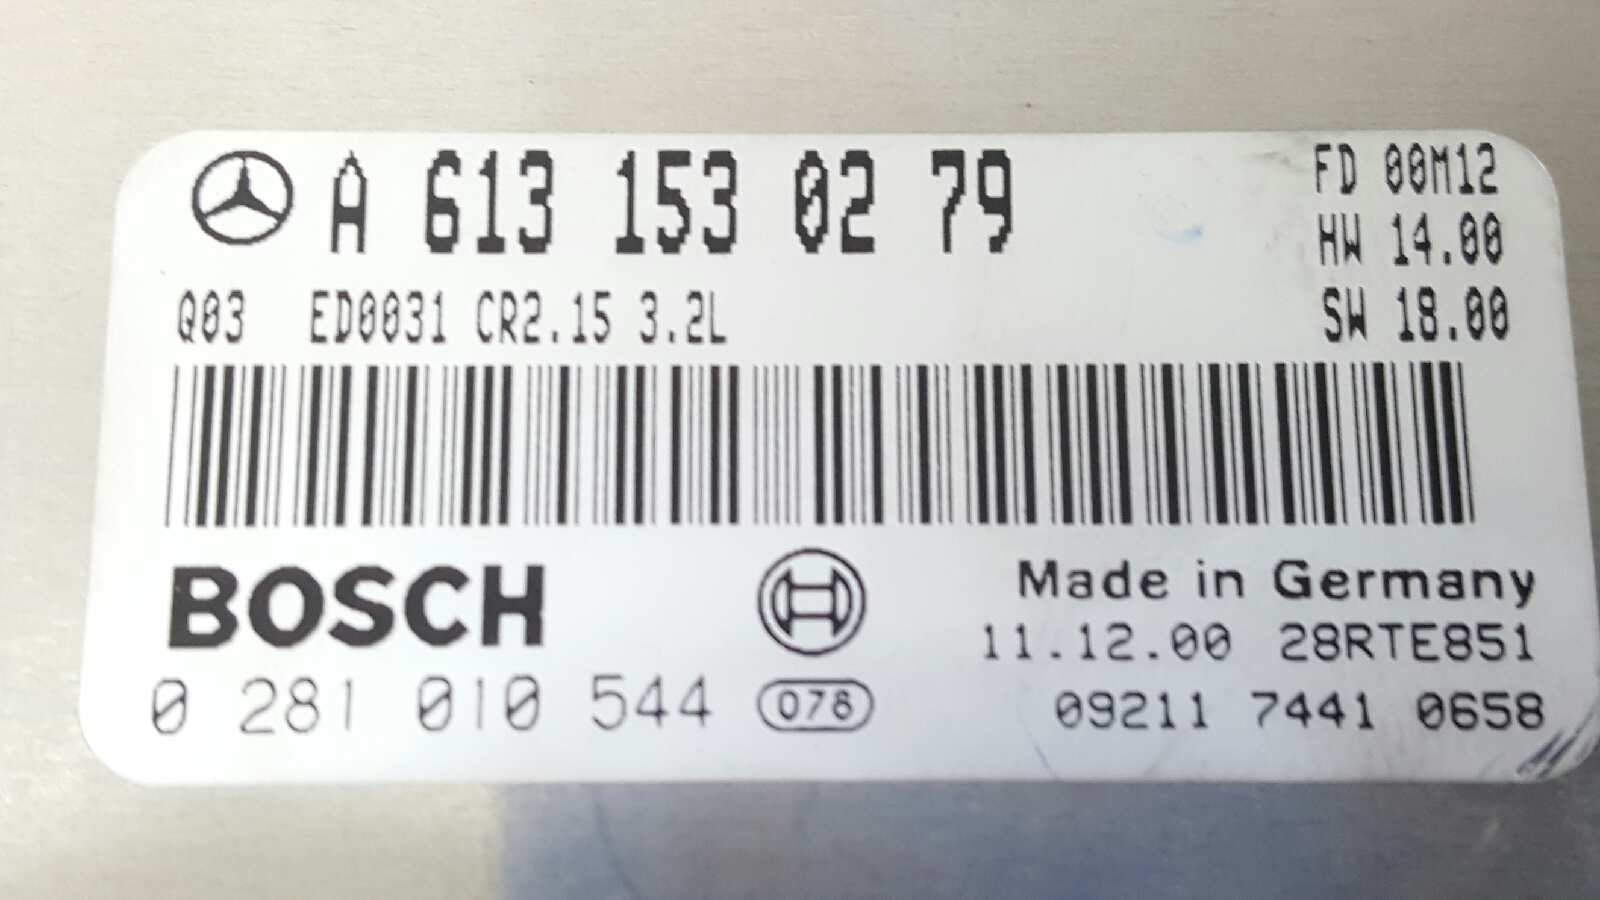 A 613 153 02 79
FD 00M12
HW 14.00
Q03 ED0031 CR2.15 3.2L
SW 18.00
BOSCH
Made in Germany
11.12.00 28RTE851
0 281 010 544
078
09211 7441 0658